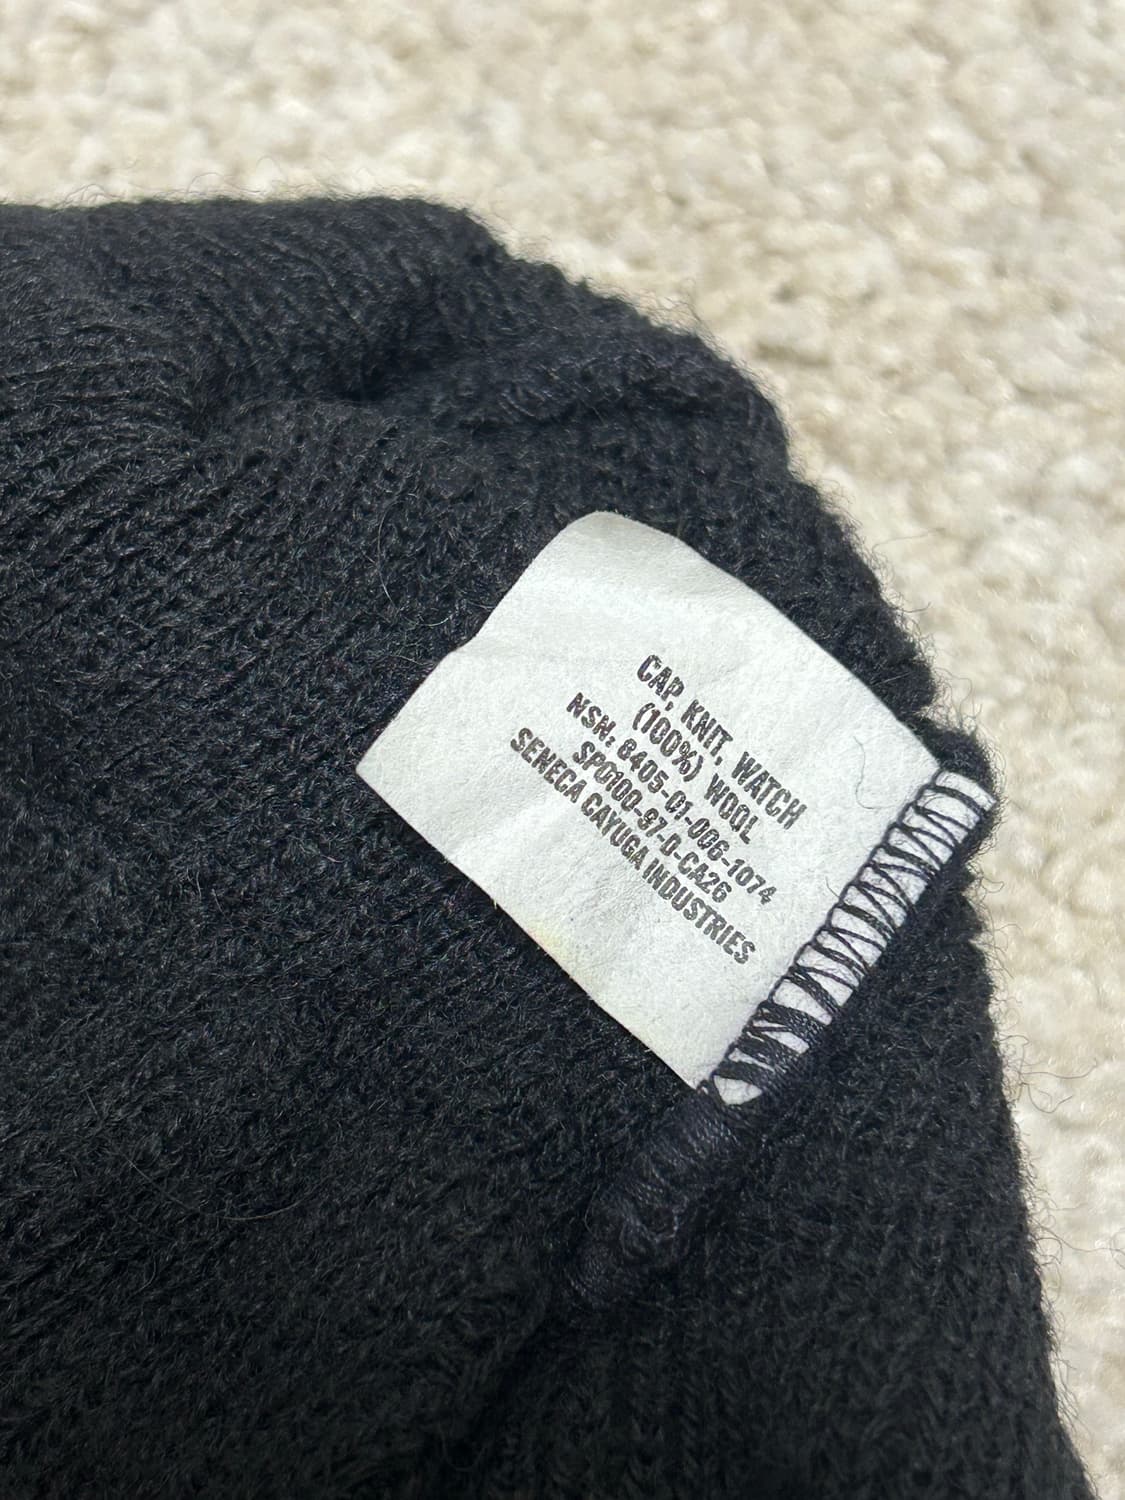 CAP, KNIT, WATCH
(100%) WOOL
NSN: 8405-01-006-1074
SPO100-97-D-CA26
SENECA CAYUGA INDUSTRIES